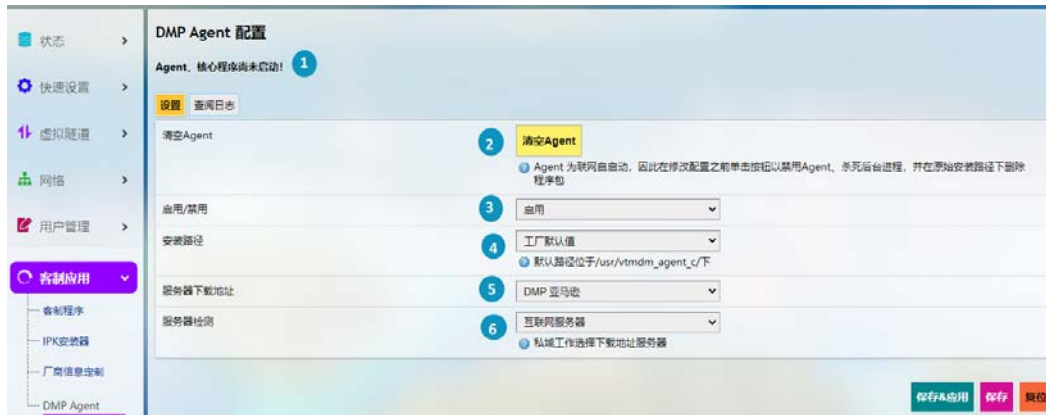 状态
快速设置
虚拟隧道
网络
用户管理
客制应用
客制程序
IPK安装器
厂商信息定制
DMP Agent
DMP Agent 配置
Agent, 核心程序尚未启动! 1
设置 查阅日志
清空Agent 2 清空Agent
Agent 为联网自启动, 因此在修改配置之前单击按钮以禁用Agent、杀死后台进程, 并在原始安装路径下删除
程序包
启用/禁用 3 启用
安装路径 4 工厂默认值
默认路径位于/usr/vtmdm_agent_c/下
服务器下载地址 5 DMP 亚马逊
服务器检测 6 互联网服务器
私域工作选择下载地址服务器
保存&应用 保存 复位